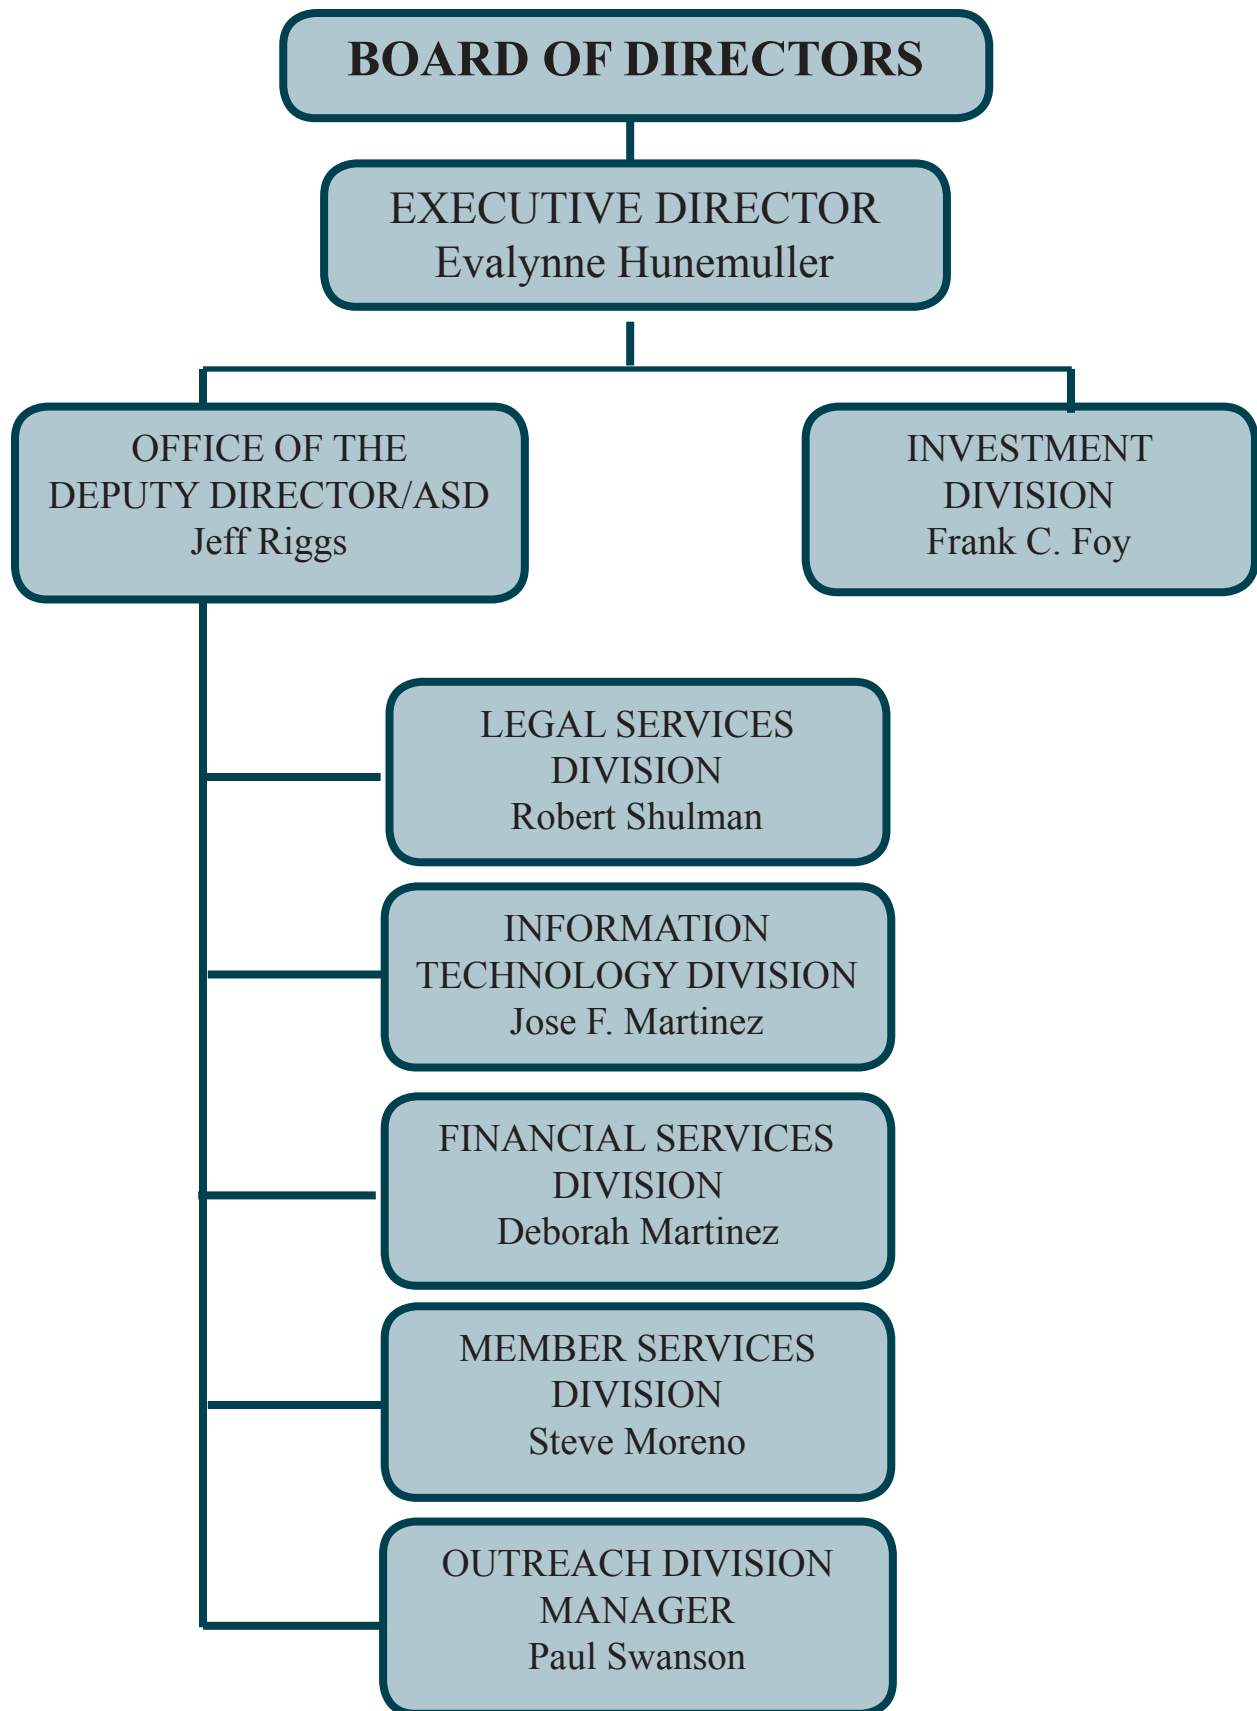 BOARD OF DIRECTORS
EXECUTIVE DIRECTOR
Evalynne Hunemuller
OFFICE OF THE
DEPUTY DIRECTOR/ASD
Jeff Riggs
INVESTMENT
DIVISION
Frank C. Foy
LEGAL SERVICES
DIVISION
Robert Shulman
INFORMATION
TECHNOLOGY DIVISION
Jose F. Martinez
FINANCIAL SERVICES
DIVISION
Deborah Martinez
MEMBER SERVICES
DIVISION
Steve Moreno
OUTREACH DIVISION
MANAGER
Paul Swanson